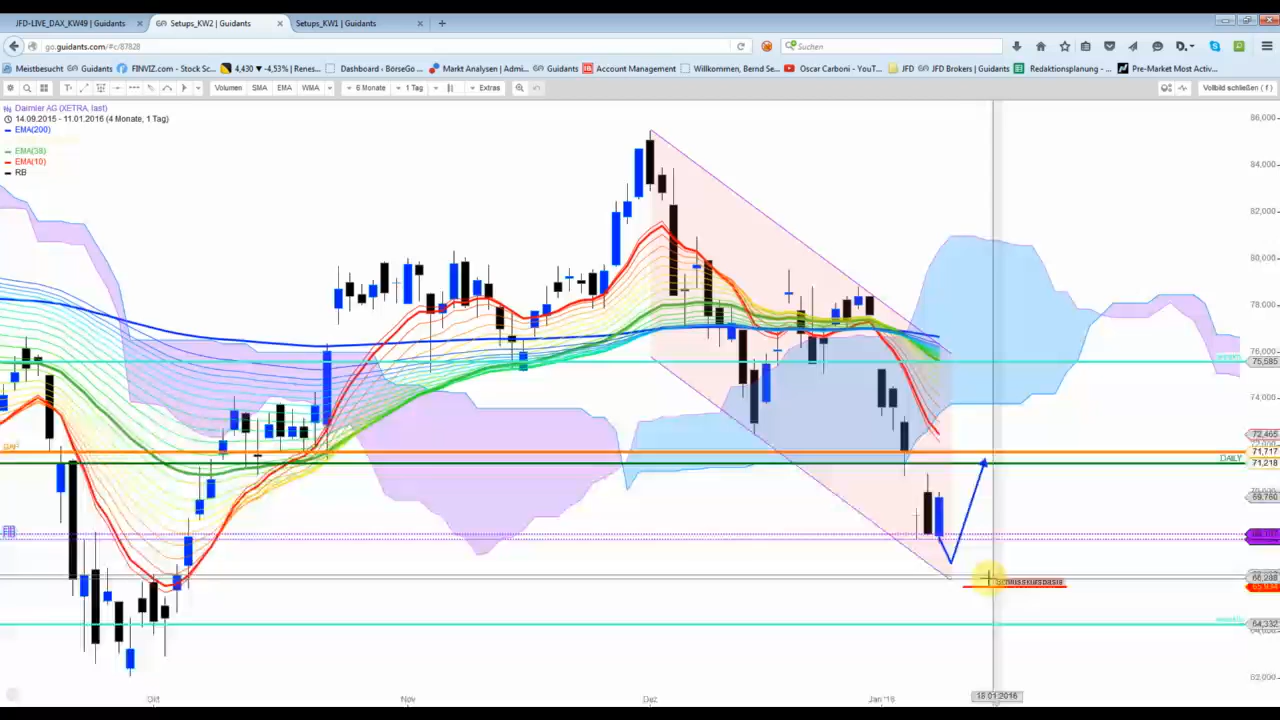 JFD-LIVE_DAX_KW49 | Guidants × Setups_KW2 | Guidants × Setups_KW1 | Guidants × +
go.guidants.com/#c/87828 Suchen
Meistbesucht Guidants FINVIZ.com - Stock Sc... 4,430 ▼ -4,53% | Renes... Dashboard - BörseGo ... Markt Analysen | Admi... Guidants Account Management Willkommen, Bernd Se... Oscar Carboni - YouT... JFD JFD Brokers | Guidants Redaktionsplanung - ... Pre-Market Most Activ...
Volumen SMA EMA WMA 6 Monate 1 Tag Extras Vollbild schließen ( f )
Daimler AG (XETRA, last)
14.09.2015 - 11.01.2016 (4 Monate, 1 Tag)
EMA(200)
EMA(38)
EMA(10)
RB
86,000
84,000
82,000
80,000
78,000
76,000
75,585
74,000
72,465
GAP 71,717
DAILY 71,218
69,760
Schlusskursbasis 66,208
65,934
64,332
62,000
Okt Nov Dez Jan '16 18.01.2016